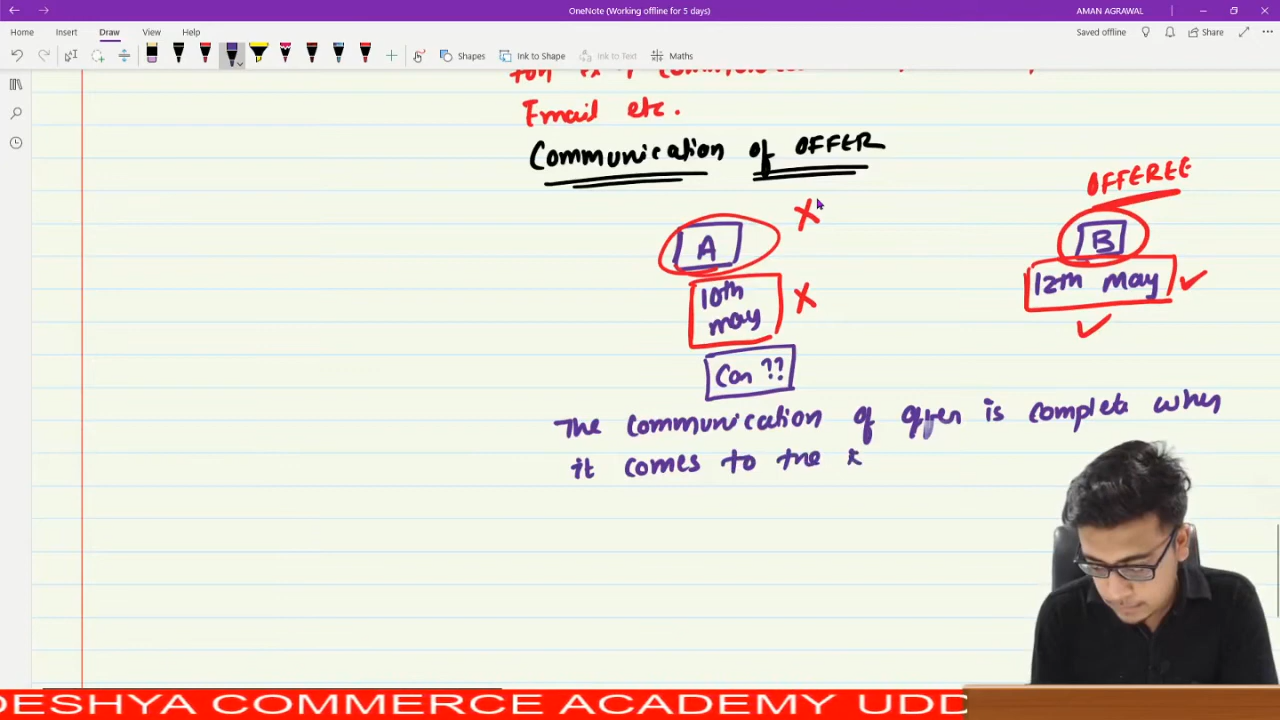 OneNote (Working offline for 5 days)
AMAN AGRAWAL
Home Insert Draw View Help
Saved offline
Share
Shapes
Ink to Shape
Ink to Text
Maths
Email etc.
Communication of OFFER
OFFEREE
A
B
10th
may
12th may
Con ??
The communication of offer is complete when
it comes to the k
DESHYA COMMERCE ACADEMY UDD